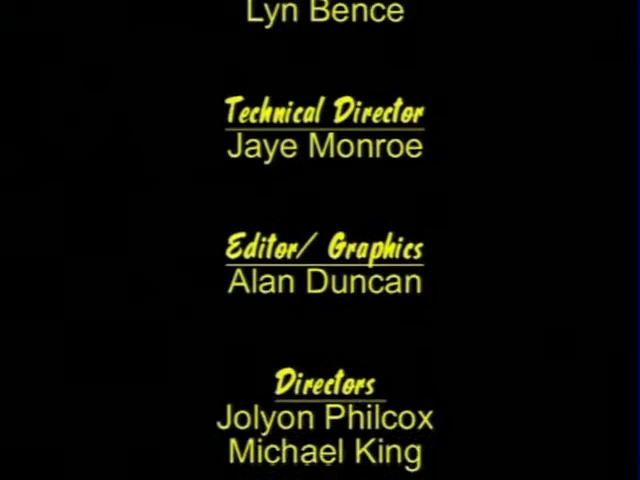 Lyn Bence
Technical Director
Jaye Monroe
Editor/ Graphics
Alan Duncan
Directors
Jolyon Philcox
Michael King